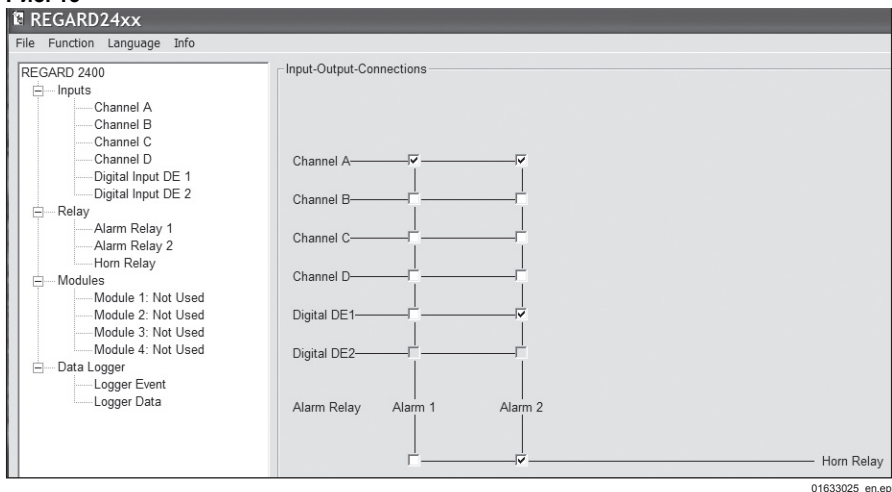 REGARD24xx
File Function Language Info
REGARD 2400
Inputs
Channel A
Channel B
Channel C
Channel D
Digital Input DE 1
Digital Input DE 2
Relay
Alarm Relay 1
Alarm Relay 2
Horn Relay
Modules
Module 1: Not Used
Module 2: Not Used
Module 3: Not Used
Module 4: Not Used
Data Logger
Logger Event
Logger Data
Input-Output-Connections
Channel A
Channel B
Channel C
Channel D
Digital DE1
Digital DE2
Alarm Relay Alarm 1 Alarm 2
Horn Relay
01633025_en.ep